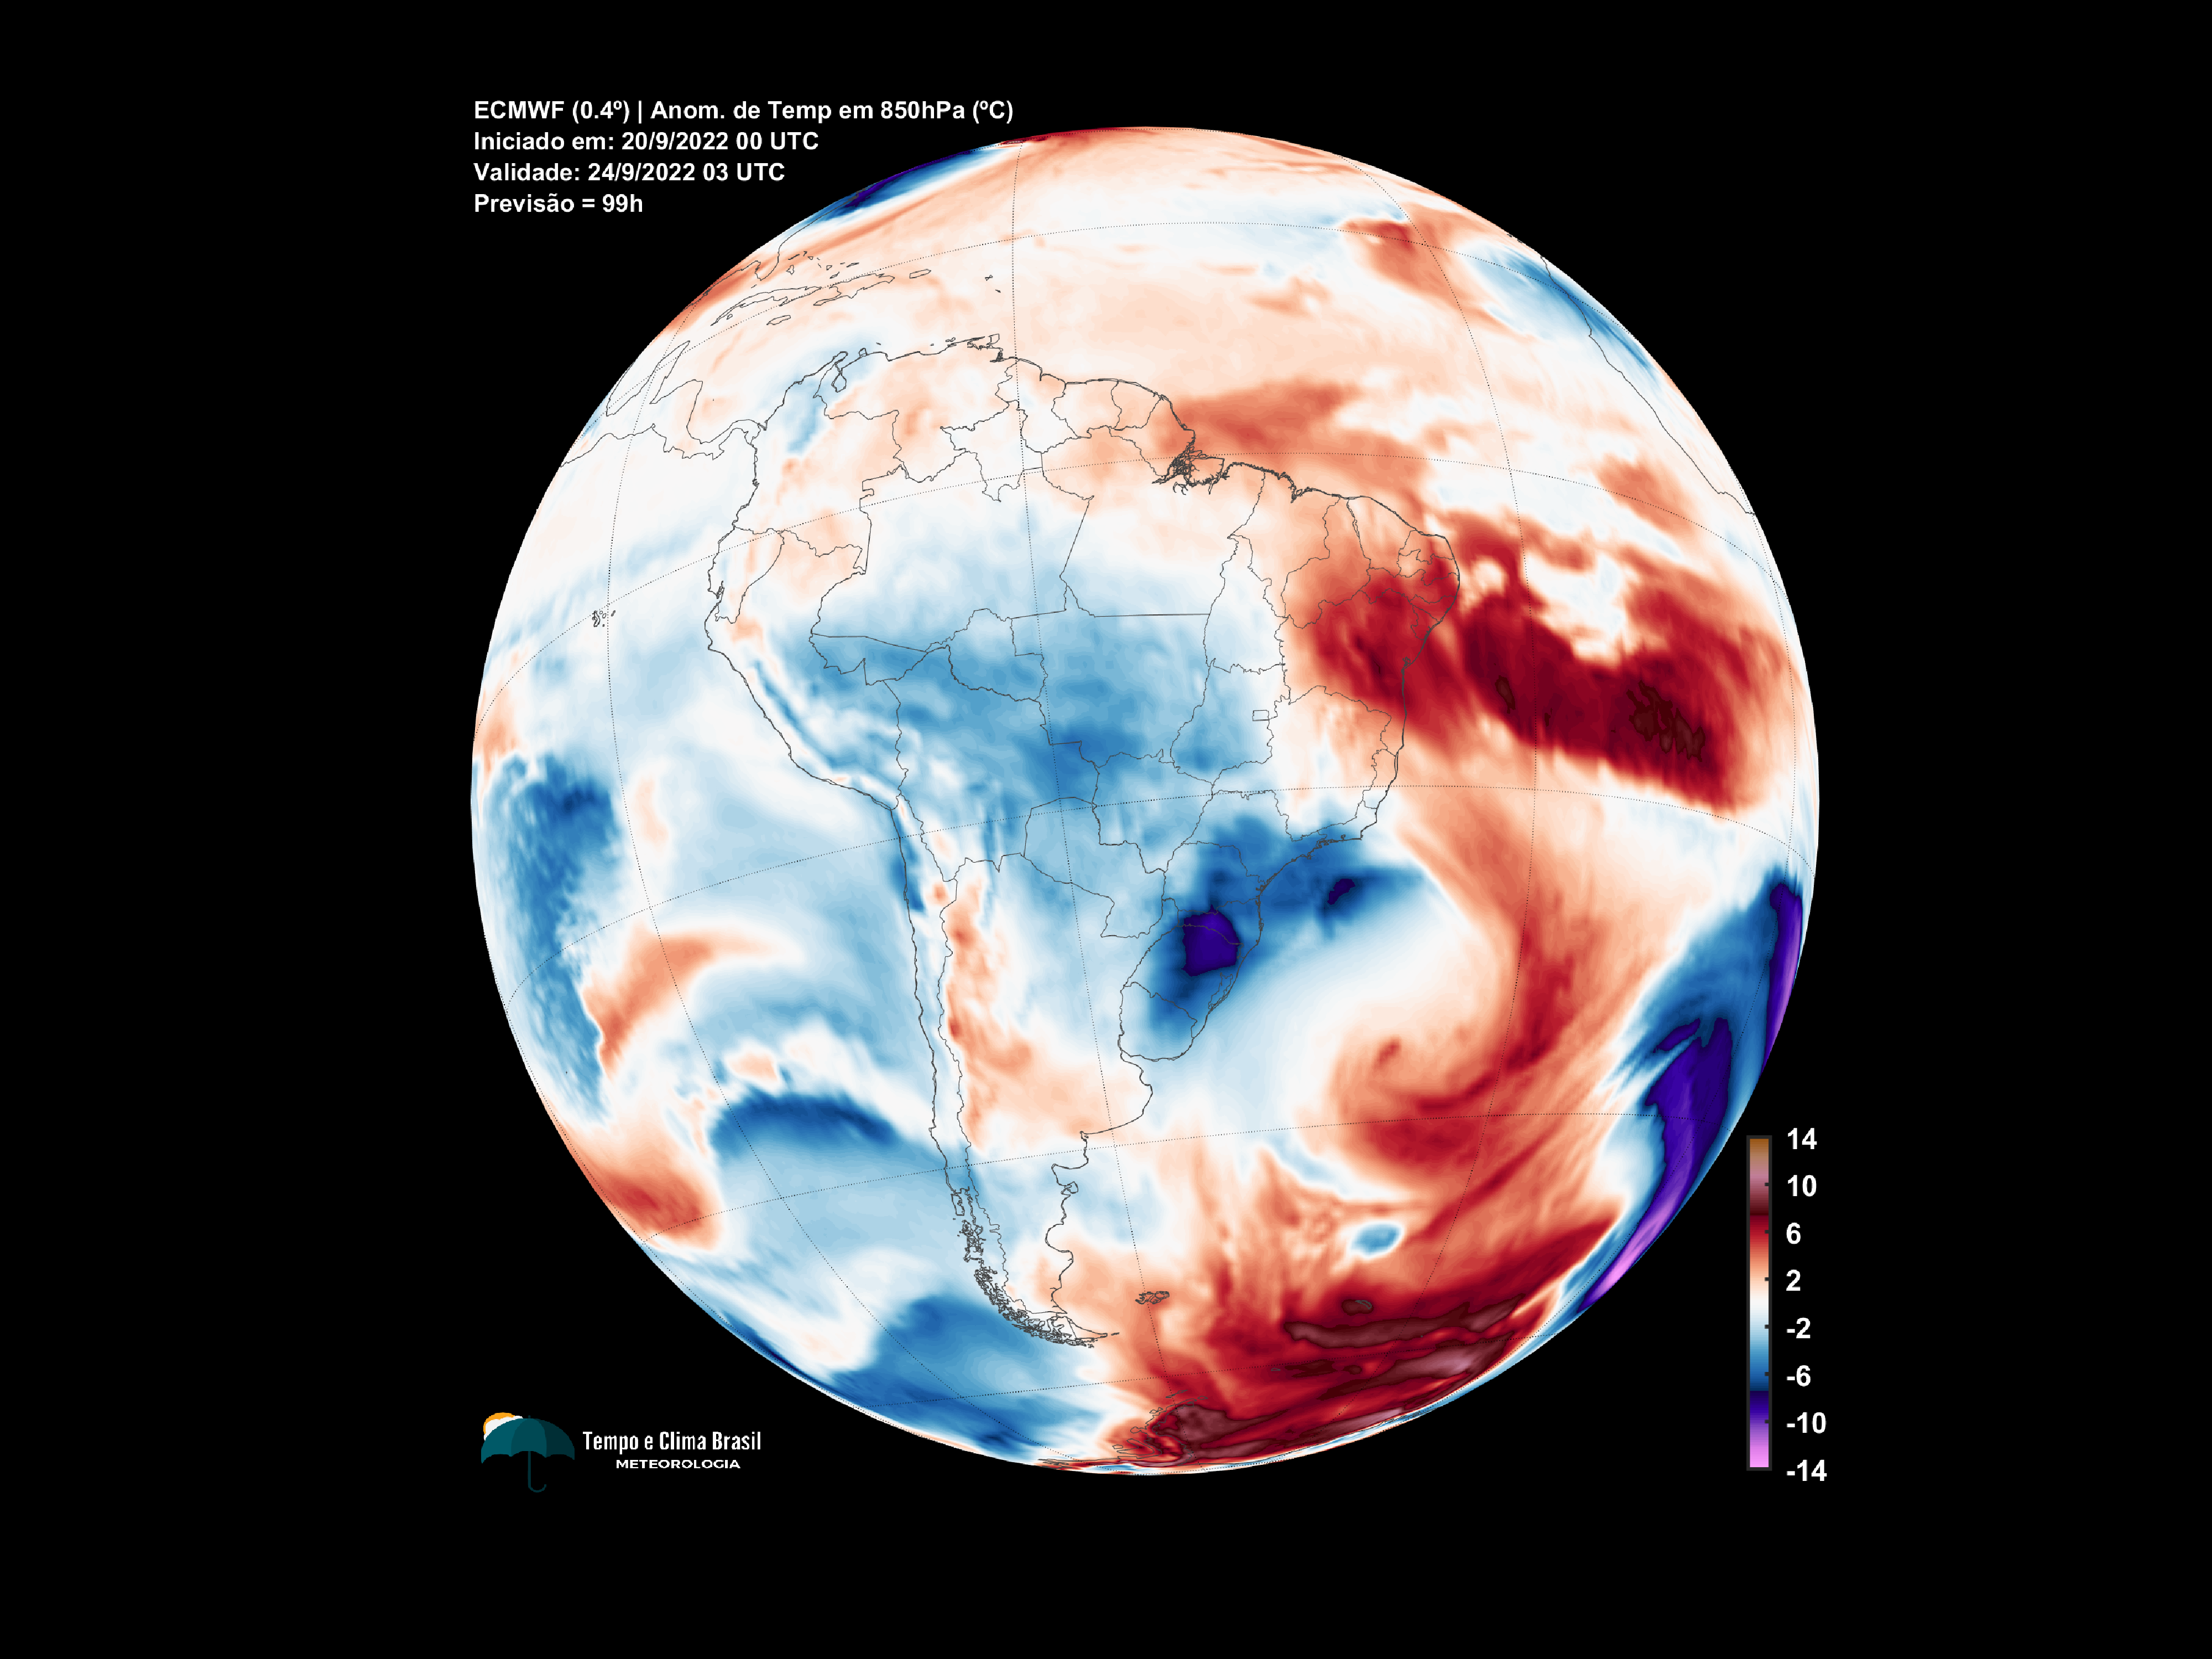 ECMWF (0.4º) | Anom. de Temp em 850hPa (ºC)
Iniciado em: 20/9/2022 00 UTC
Validade: 24/9/2022 03 UTC
Previsão = 99h
14
10
6
2
-2
-6
-10
-14
Tempo e Clima Brasil
METEOROLOGIA